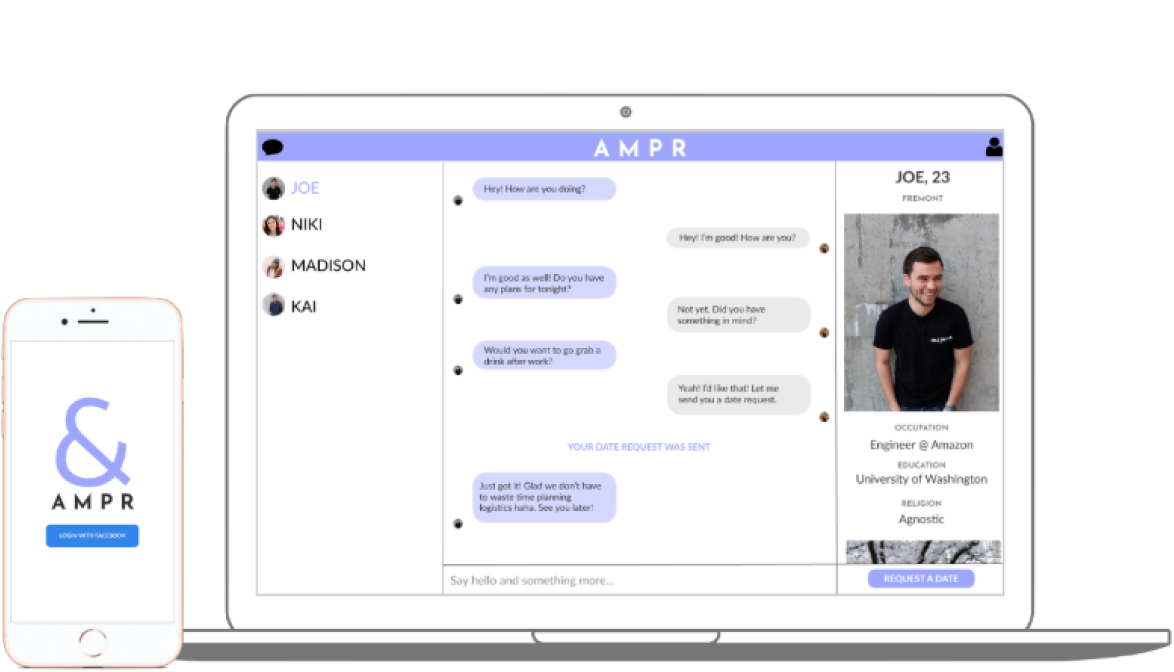 AMPR
JOE
NIKI
MADISON
KAI
Hey! How are you doing?
Hey! I'm good! How are you?
I'm good as well! Do you have
any plans for tonight?
Not yet. Did you have
something in mind?
Would you want to go grab a
drink after work?
Yeah! I'd like that! Let me
send you a date request.
YOUR DATE REQUEST WAS SENT
Just got it! Glad we don't have
to waste time planning
logistics haha. See you later!
Say hello and something more...
JOE, 23
FREMONT
OCCUPATION
Engineer @ Amazon
EDUCATION
University of Washington
RELIGION
Agnostic
REQUEST A DATE
&
AMPR
LOGIN WITH FACEBOOK